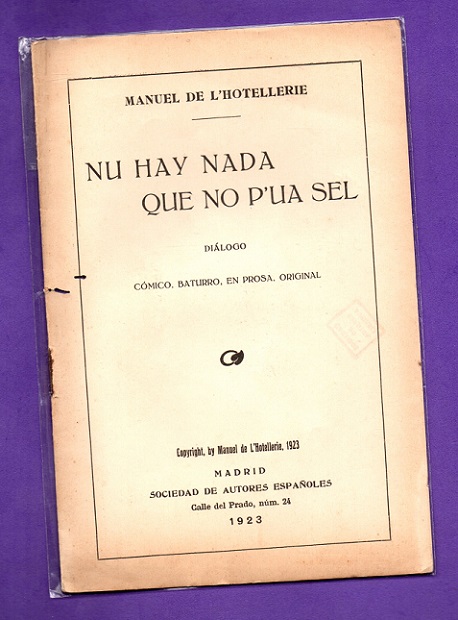 MANUEL DE L'HOTELLERIE
NU HAY NADA
QUE NO P'UA SEL
DIÁLOGO
CÓMICO, BATURRO, EN PROSA, ORIGINAL
Copyright, by Manuel de L'Hotellerie, 1923
MADRID
SOCIEDAD DE AUTORES ESPAÑOLES
Calle del Prado, núm. 24
1923